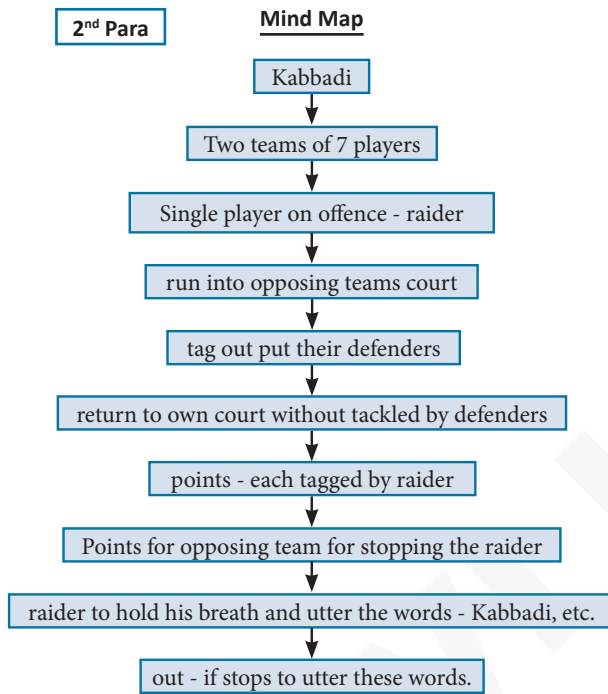 2nd Para
Mind Map
Kabbadi
Two teams of 7 players
Single player on offence - raider
run into opposing teams court
tag out put their defenders
return to own court without tackled by defenders
points - each tagged by raider
Points for opposing team for stopping the raider
raider to hold his breath and utter the words - Kabbadi, etc.
out - if stops to utter these words.